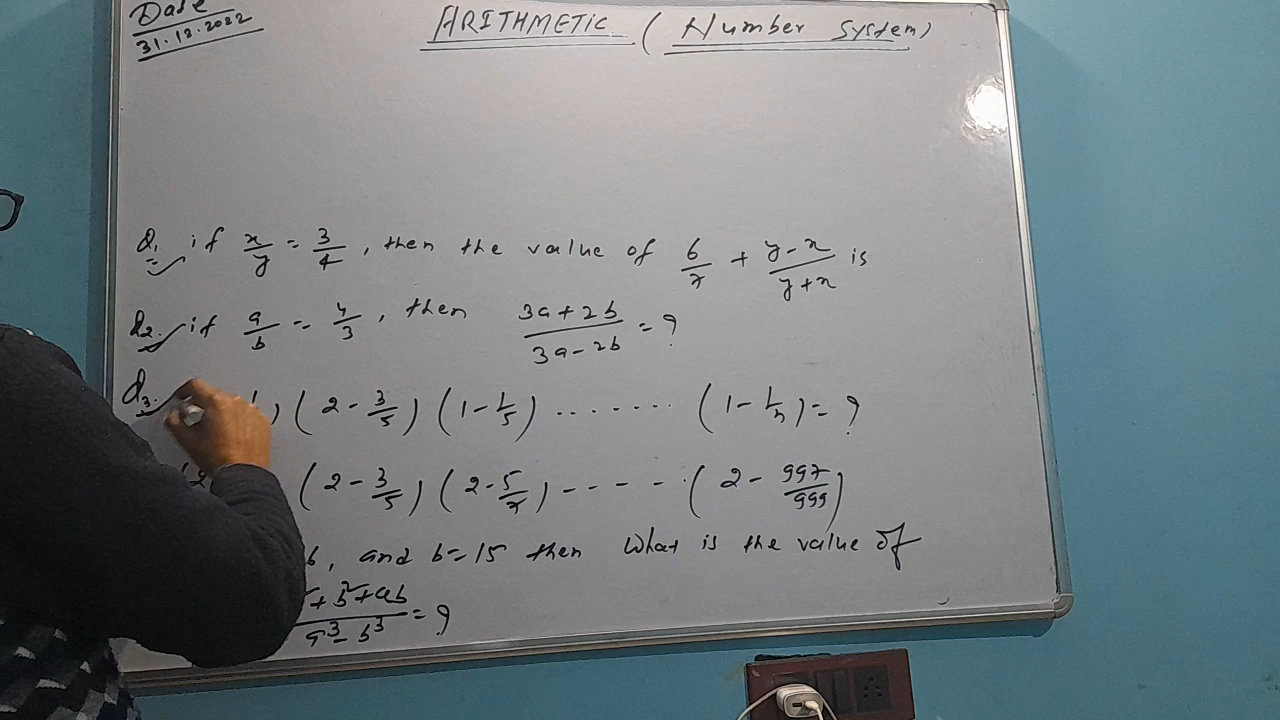 Date
31.12.2022
ARITHMETIC (Number System)
Q1. if x/y = 3/4, then the value of 6/7 + y-x/y+x is
Q2. if a/b = 4/3, then 3a+2b/3a-2b = ?
Q3. ) (2-3/5) (1-1/5) ........ (1-1/n) = ?
(2-3/5) (2-5/7) ----- (2-997/999)
6, and b=15 then What is the value of
+b²+ab/a³-b³ = ?